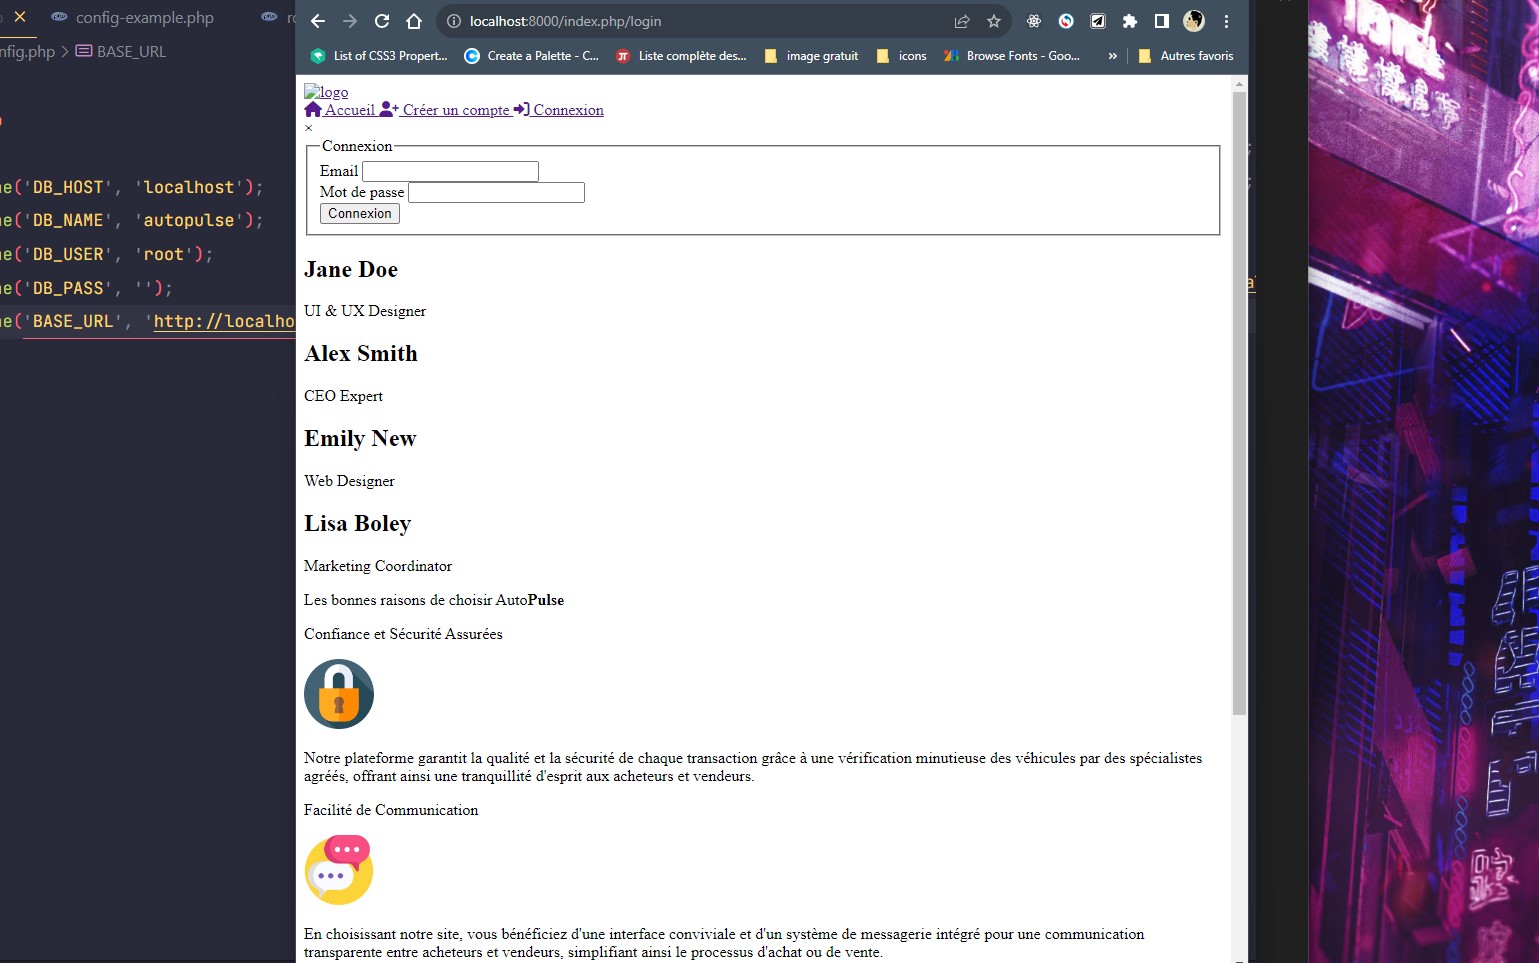 config-example.php
nfig.php > BASE_URL
ne('DB_HOST', 'localhost');
ne('DB_NAME', 'autopulse');
ne('DB_USER', 'root');
ne('DB_PASS', '');
ne('BASE_URL', 'http://localho
localhost:8000/index.php/login
List of CSS3 Propert...
Create a Palette - C...
Liste complète des...
image gratuit
icons
Browse Fonts - Goo...
»
Autres favoris
logo
Accueil Créer un compte Connexion
×
Connexion
Email
Mot de passe
Connexion
Jane Doe
UI & UX Designer
Alex Smith
CEO Expert
Emily New
Web Designer
Lisa Boley
Marketing Coordinator
Les bonnes raisons de choisir AutoPulse
Confiance et Sécurité Assurées
Notre plateforme garantit la qualité et la sécurité de chaque transaction grâce à une vérification minutieuse des véhicules par des spécialistes
agréés, offrant ainsi une tranquillité d'esprit aux acheteurs et vendeurs.
Facilité de Communication
En choisissant notre site, vous bénéficiez d'une interface conviviale et d'un système de messagerie intégré pour une communication
transparente entre acheteurs et vendeurs, simplifiant ainsi le processus d'achat ou de vente.